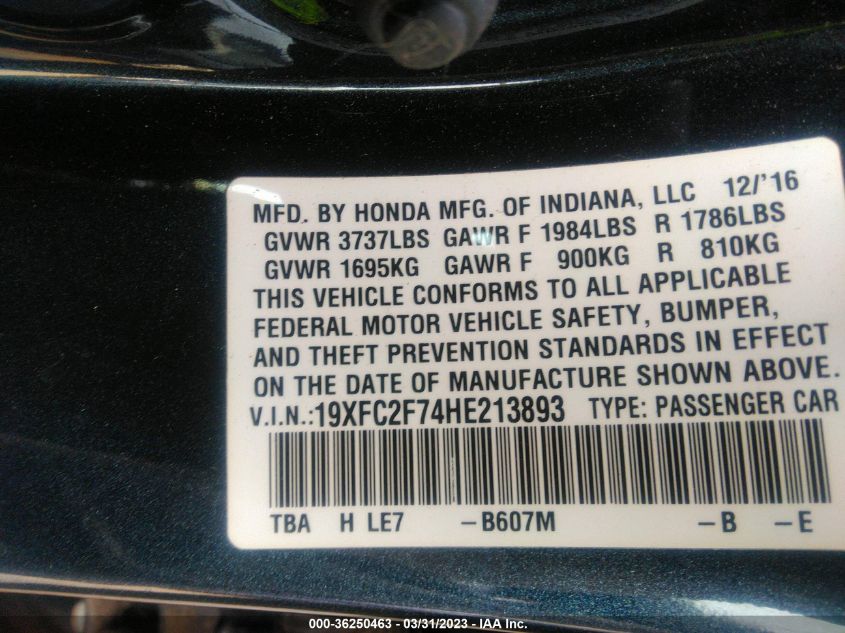 MFD. BY HONDA MFG. OF INDIANA, LLC 12/'16
GVWR 3737LBS GAWR F 1984LBS R 1786LBS
GVWR 1695KG GAWR F 900KG R 810KG
THIS VEHICLE CONFORMS TO ALL APPLICABLE
FEDERAL MOTOR VEHICLE SAFETY, BUMPER,
AND THEFT PREVENTION STANDARDS IN EFFECT
ON THE DATE OF MANUFACTURE SHOWN ABOVE.
V.I.N.:19XFC2F74HE213893 TYPE: PASSENGER CAR
TBA H LE7 -B607M -B -E
000-36250463 - 03/31/2023 - IAA Inc.